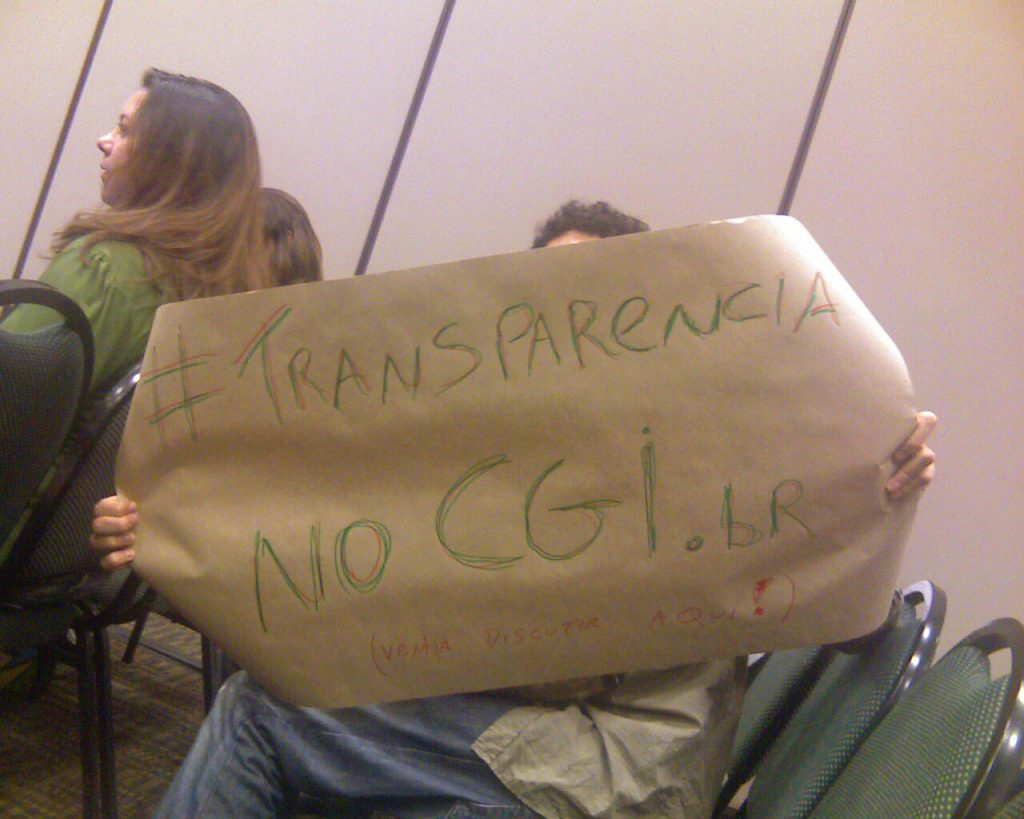 #TRANSPARENCIA
NO CGI.bR
(VENHA DISCUTIR AQUI!)